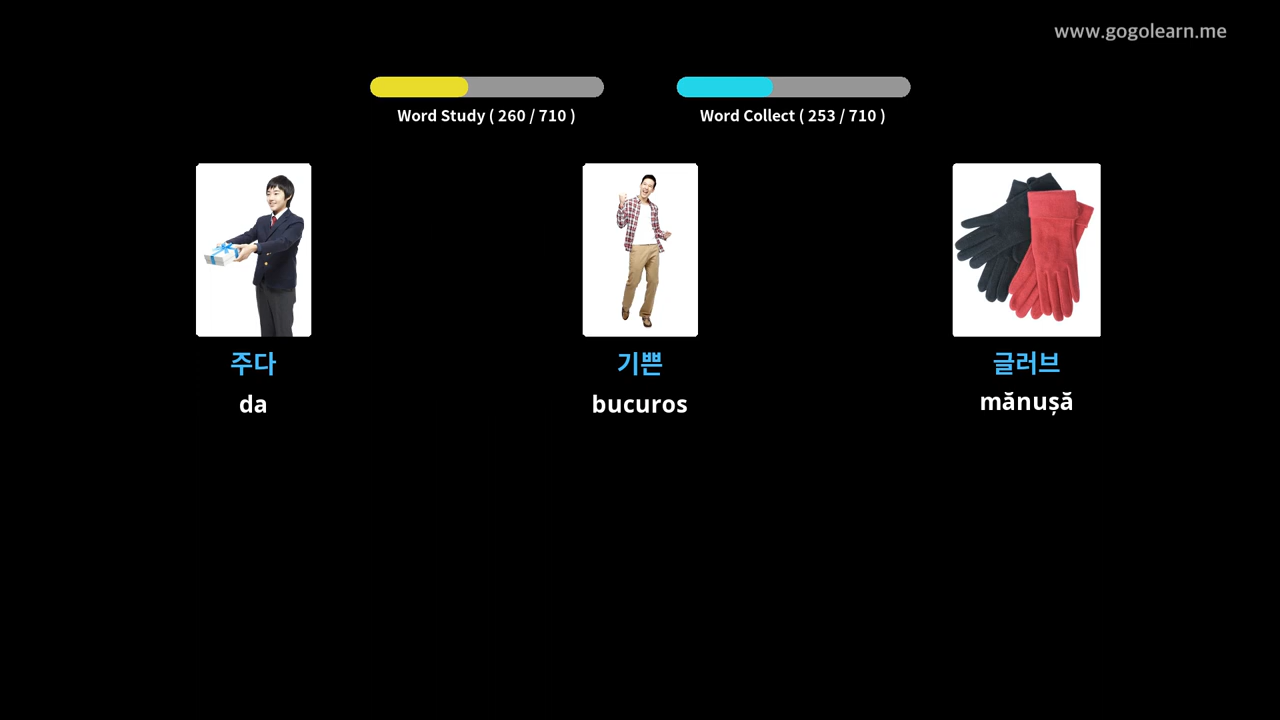 www.gogolearn.me
Word Study ( 260 / 710 )
Word Collect ( 253 / 710 )
주다
기쁜
글러브
da
bucuros
mănușă